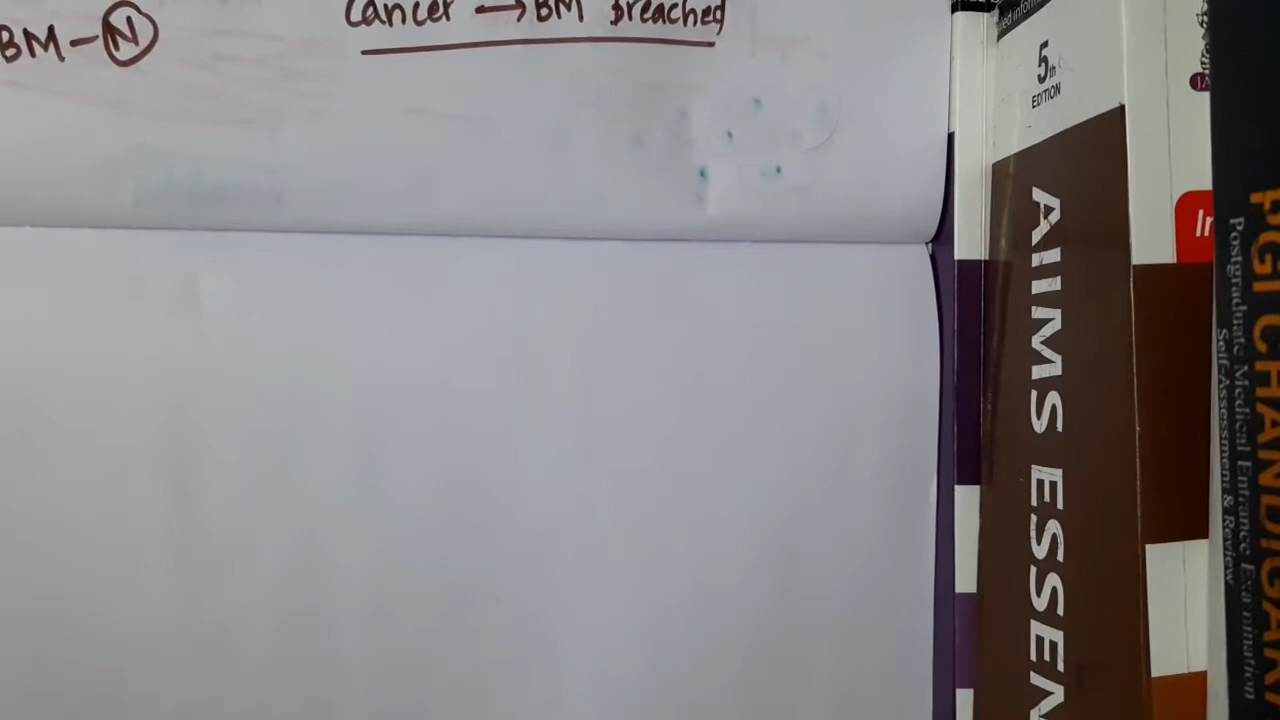 Cancer → BM breached
BM - N
5th
EDITION
AIIMS ESSEN
PGI CHANDIGAR
Postgraduate Medical Entrance Examination
Self-Assessment & Review